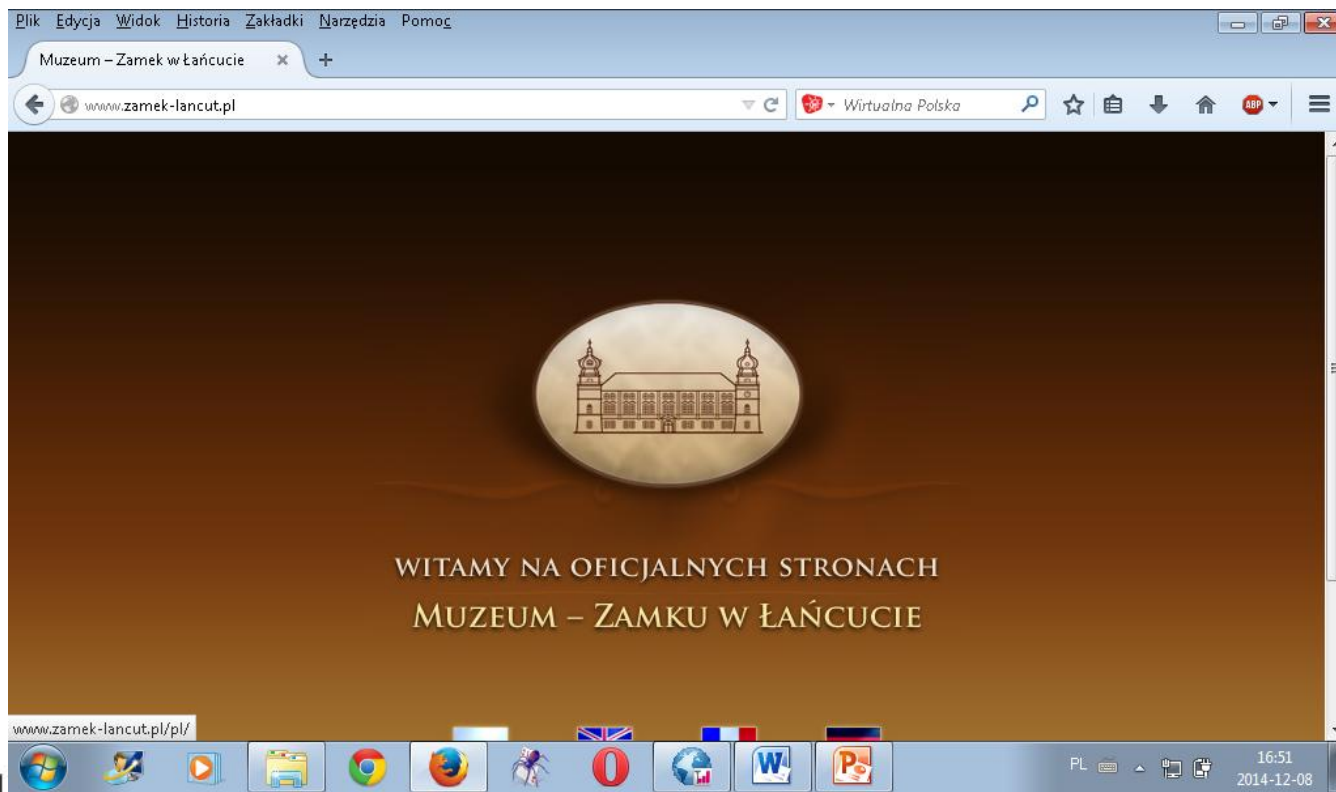 Plik Edycja Widok Historia Zakładki Narzędzia Pomoc
Muzeum – Zamek w Łańcucie
www.zamek-lancut.pl
Wirtualna Polska
ABP
WITAMY NA OFICJALNYCH STRONACH
MUZEUM – ZAMKU W ŁAŃCUCIE
www.zamek-lancut.pl/pl/
PL
16:51
2014-12-08